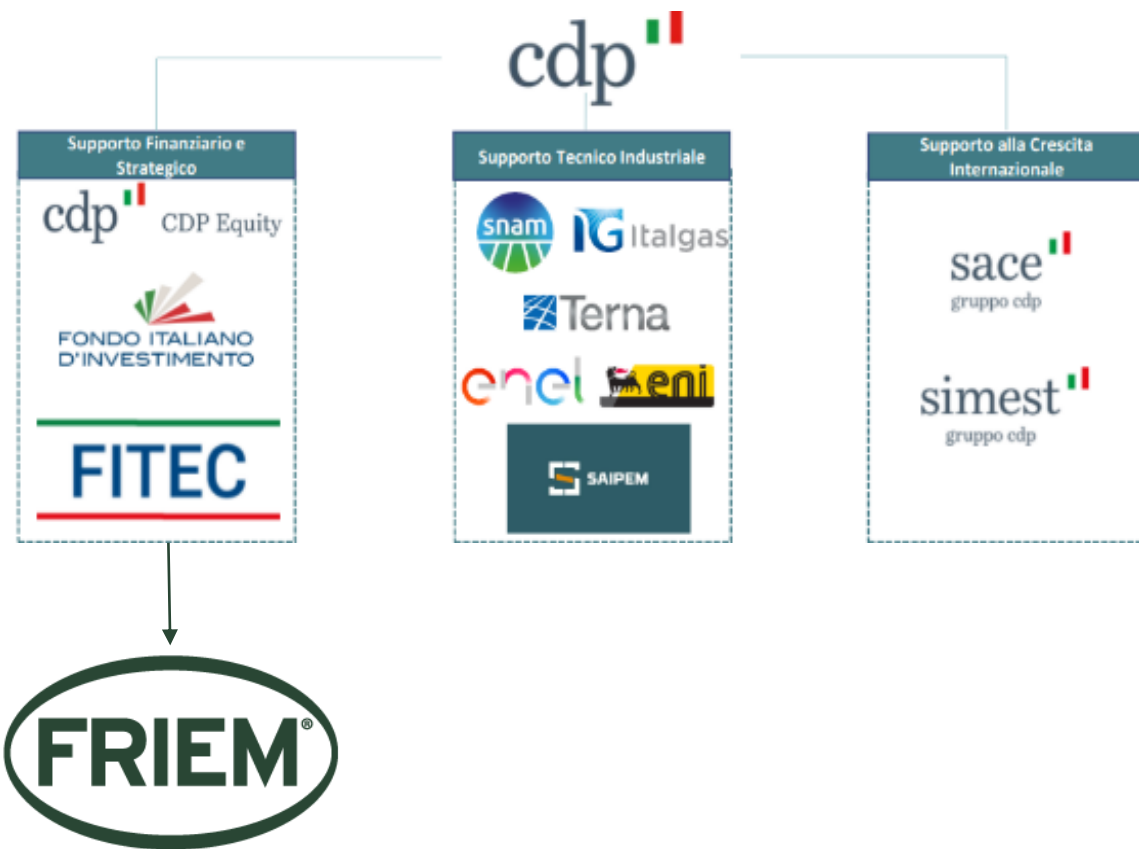 cdp
Supporto Finanziario e
Strategico
cdp CDP Equity
FONDO ITALIANO
D'INVESTIMENTO
FITEC
Supporto Tecnico Industriale
snam
IG Italgas
Terna
enel eni
SAIPEM
Supporto alla Crescita
Internazionale
sace
gruppo cdp
simest
gruppo cdp
FRIEM®